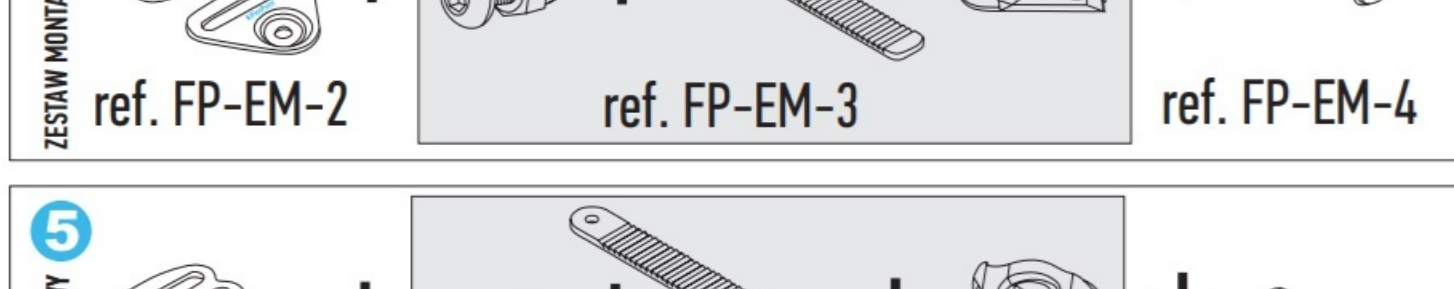 ZESTAW MONTA
ref. FP-EM-2
ref. FP-EM-3
ref. FP-EM-4
5